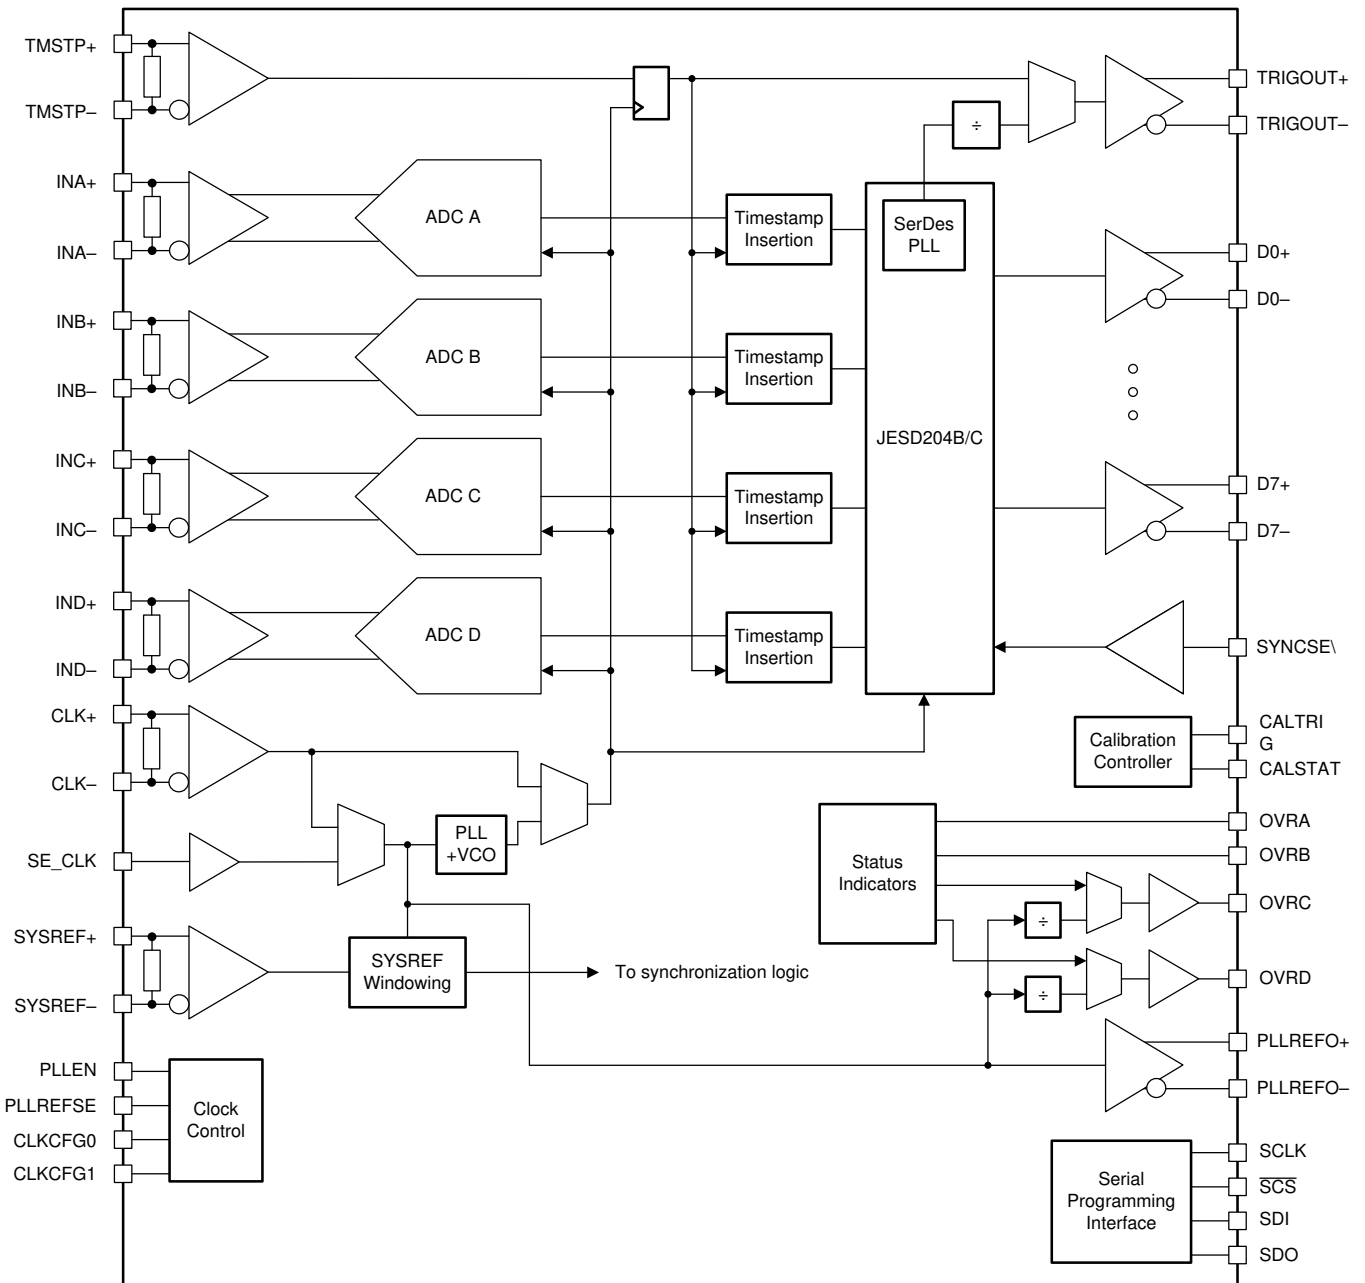 TMSTP+
TMSTP–
INA+
INA–
INB+
INB–
INC+
INC–
IND+
IND–
CLK+
CLK–
SE_CLK
SYSREF+
SYSREF–
PLLEN
PLLREFSE
CLKCFG0
CLKCFG1
ADC A
ADC B
ADC C
ADC D
PLL
+VCO
SYSREF
Windowing
To synchronization logic
Clock
Control
Timestamp
Insertion
Timestamp
Insertion
Timestamp
Insertion
Timestamp
Insertion
÷
SerDes
PLL
JESD204B/C
Calibration
Controller
Status
Indicators
÷
÷
Serial
Programming
Interface
TRIGOUT+
TRIGOUT–
D0+
D0–
D7+
D7–
SYNCSE\
CALTRI
G
CALSTAT
OVRA
OVRB
OVRC
OVRD
PLLREFO+
PLLREFO–
SCLK
S̅C̅S̅
SDI
SDO